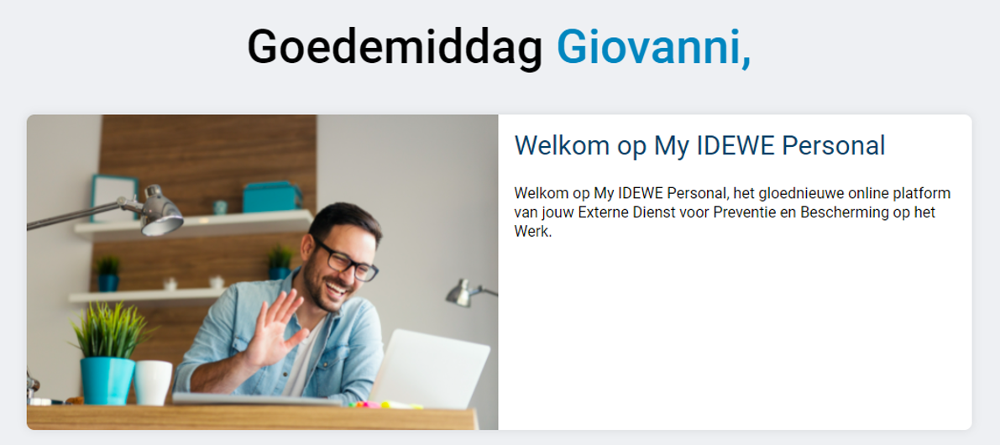 Goedemiddag Giovanni,
Welkom op My IDEWE Personal
Welkom op My IDEWE Personal, het gloednieuwe online platform
van jouw Externe Dienst voor Preventie en Bescherming op het
Werk.